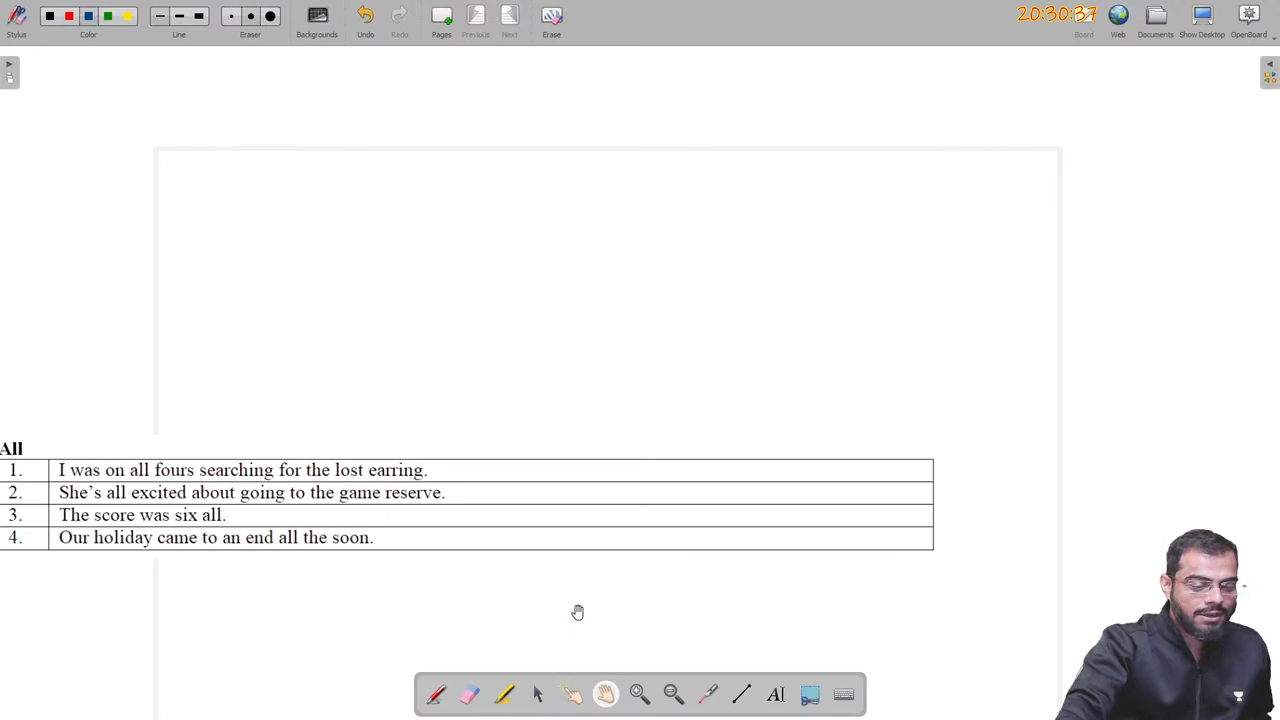 20:30:37
Stylus Color Line Eraser Backgrounds Undo Redo Pages Previous Next Erase Board Web Documents Show Desktop OpenBoard
All
1. I was on all fours searching for the lost earring.
2. She's all excited about going to the game reserve.
3. The score was six all.
4. Our holiday came to an end all the soon.